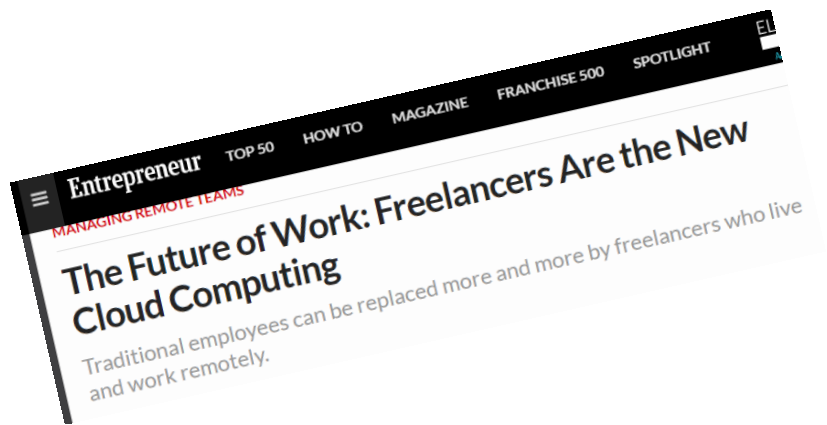 Entrepreneur TOP 50 HOW TO MAGAZINE FRANCHISE 500 SPOTLIGHT
MANAGING REMOTE TEAMS
The Future of Work: Freelancers Are the New
Cloud Computing
Traditional employees can be replaced more and more by freelancers who live
and work remotely.